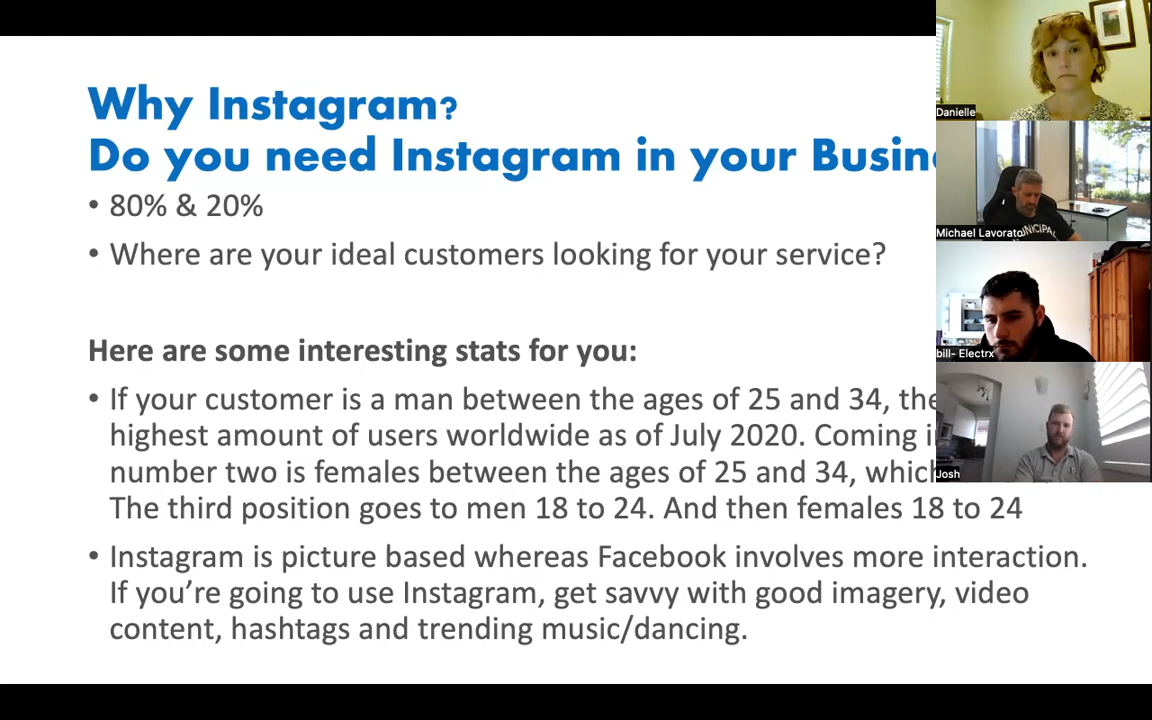 Why Instagram?
Do you need Instagram in your
• 80% & 20%
• Where are your ideal customers looking for your service?
Here are some interesting stats for you:
• If your customer is a man between the ages of 25 and 34,
highest amount of users worldwide as of July 2020. Coming
number two is females between the ages of 25 and 34,
The third position goes to men 18 to 24. And then females 18 to 24
• Instagram is picture based whereas Facebook involves more interaction.
If you’re going to use Instagram, get savvy with good imagery, video
content, hashtags and trending music/dancing.
Danielle
Michael Lavorato
bill- Electrx
Josh